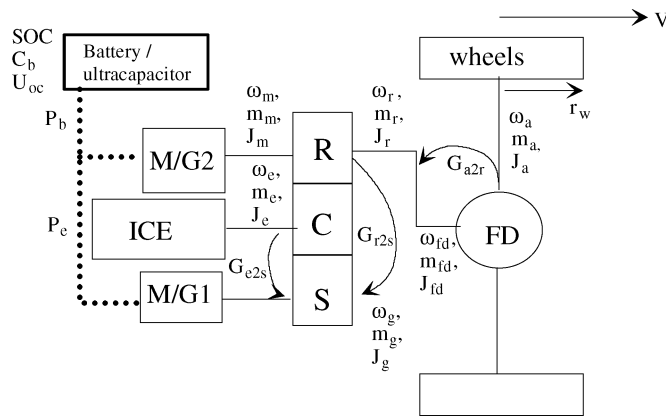 V
SOC
C_b
U_oc
Battery /
ultracapacitor
wheels
r_w
P_b
ω_m,
m_m,
J_m
ω_r,
m_r,
J_r
ω_a
m_a,
J_a
M/G2
R
G_a2r
ω_e,
m_e,
J_e
P_e
ICE
C
G_r2s
FD
G_e2s
ω_fd,
m_fd,
J_fd
M/G1
S
ω_g,
m_g,
J_g